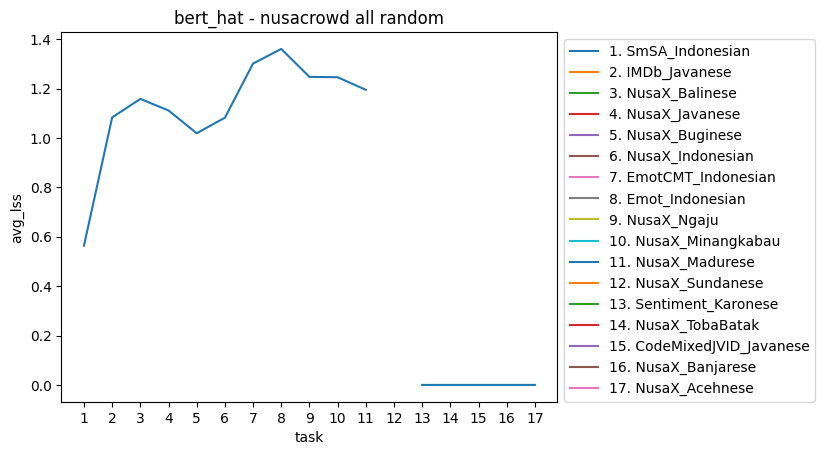 bert_hat - nusacrowd all random
avg_lss
1.4
1.2
1.0
0.8
0.6
0.4
0.2
0.0
1 2 3 4 5 6 7 8 9 10 11 12 13 14 15 16 17
task
1. SmSA_Indonesian
2. IMDb_Javanese
3. NusaX_Balinese
4. NusaX_Javanese
5. NusaX_Buginese
6. NusaX_Indonesian
7. EmotCMT_Indonesian
8. Emot_Indonesian
9. NusaX_Ngaju
10. NusaX_Minangkabau
11. NusaX_Madurese
12. NusaX_Sundanese
13. Sentiment_Karonese
14. NusaX_TobaBatak
15. CodeMixedJVID_Javanese
16. NusaX_Banjarese
17. NusaX_Acehnese